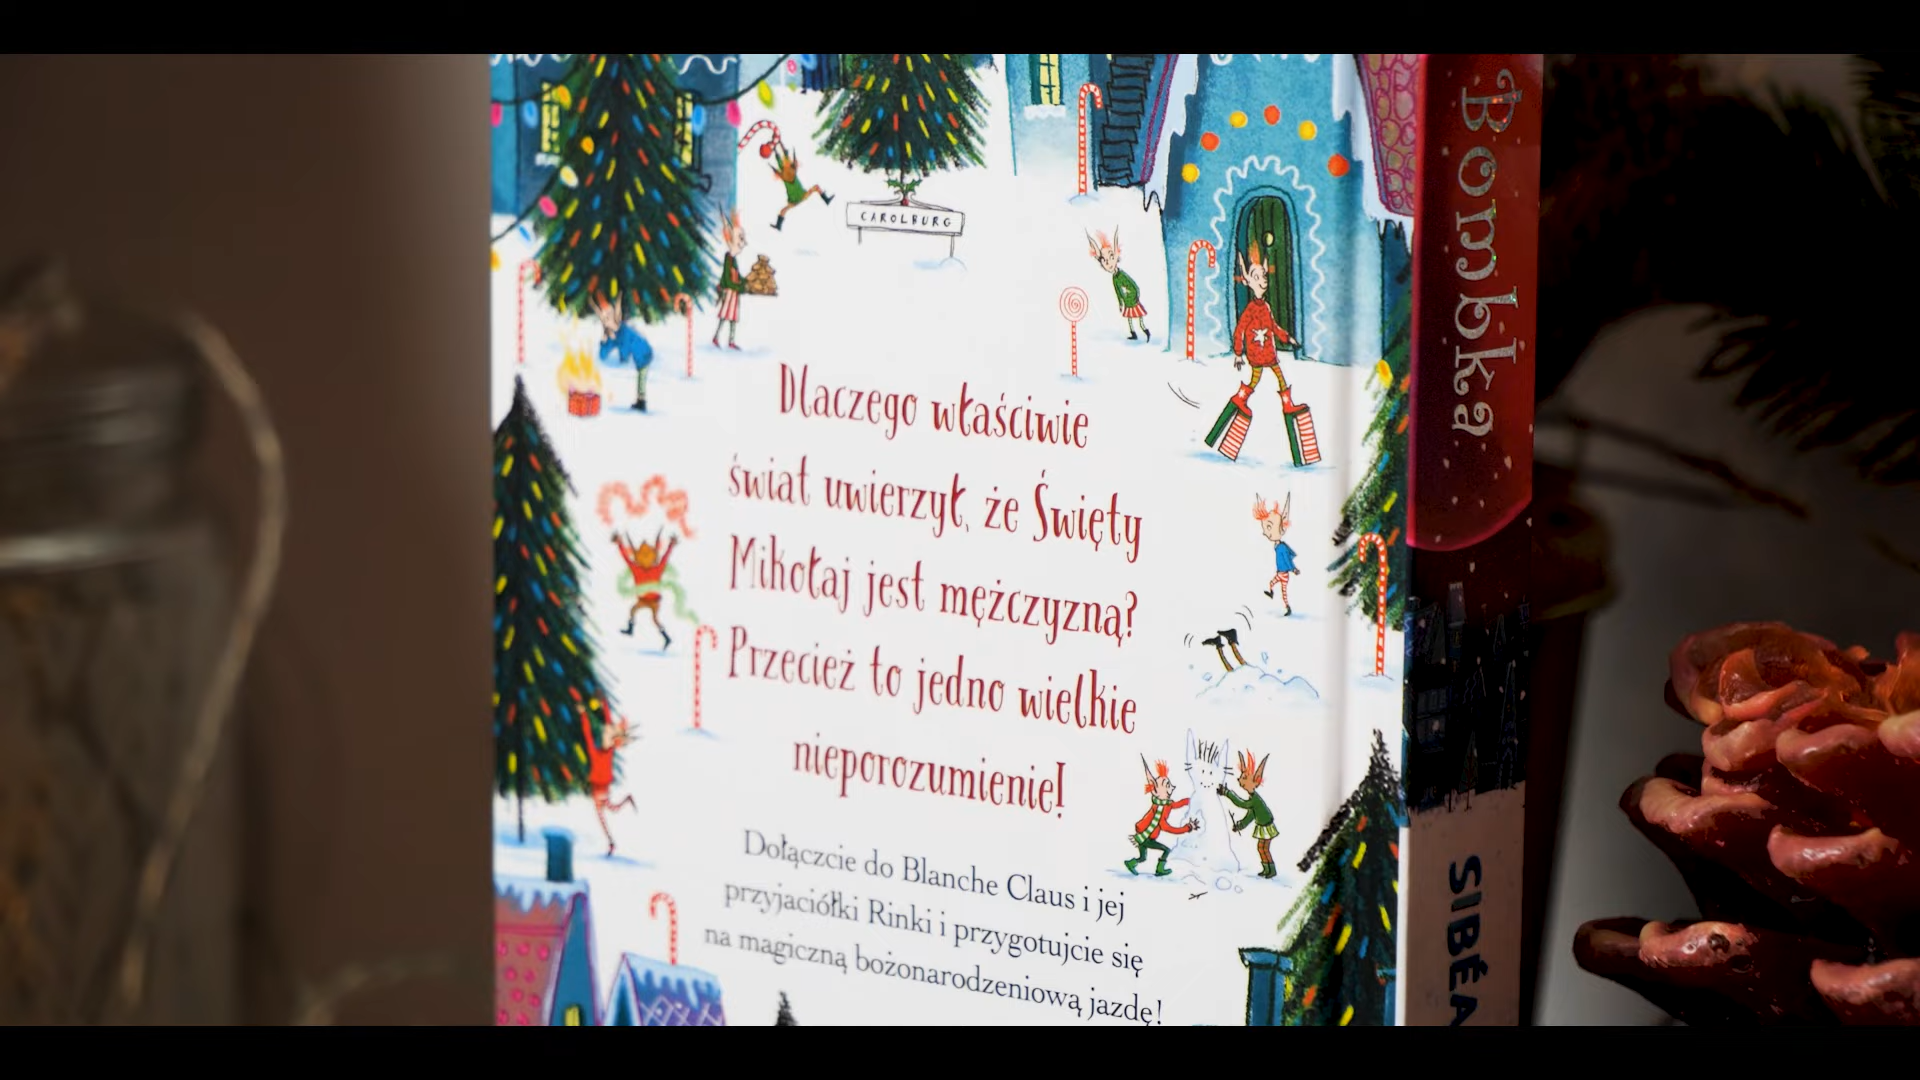 CAROLBURG
Dlaczego właściwie
świat uwierzył, że Święty
Mikołaj jest mężczyzną?
Przecież to jedno wielkie
nieporozumienie!
Dołączcie do Blanche Claus i jej
przyjaciółki Rinki i przygotujcie się
na magiczną bożonarodzeniową jazdę!
Bombka
SIBÉA